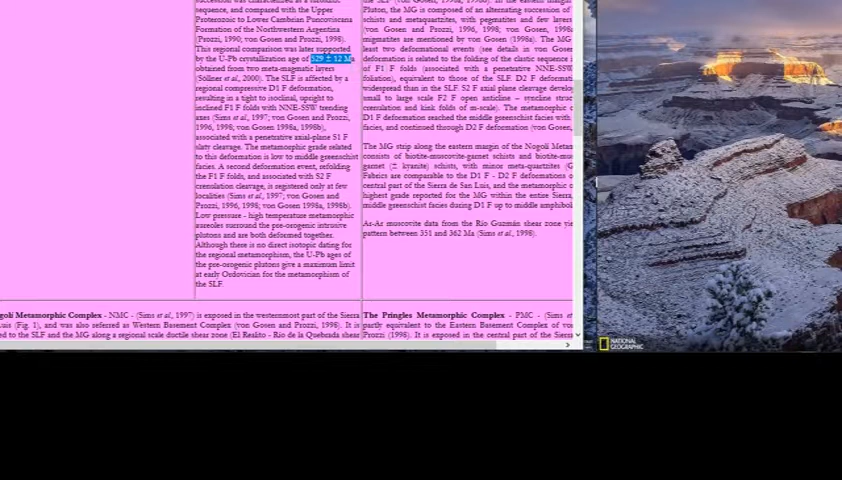 sequence, and compared with the Upper
Proterozoic to Lower Cambrian Puncoviscana
Formation of the Northwestern Argentina
(Prozzi, 1990; von Gosen and Prozzi, 1998).
This regional comparison was later supported
by the U-Pb crystallization age of 529 ± 12 Ma
obtained from two meta-magmatic layers
(Söllner et al., 2000). The SLF is affected by a
regional compressive D1 F deformation,
resulting in a tight to isoclinal, upright to
inclined F1 F folds with NNE-SSW trending
axes (Sims et al., 1997; von Gosen and Prozzi,
1996, 1998; von Gosen 1998a, 1998b),
associated with a penetrative axial-plane S1 F
slaty cleavage. The metamorphic grade related
to this deformation is low to middle greenschist
facies. A second deformation event, refolding
the F1 F folds, and associated with S2 F
crenulation cleavage, is registered only at few
localities (Sims et al., 1997; von Gosen and
Prozzi, 1996, 1998; von Gosen 1998a, 1998b).
Low pressure - high temperature metamorphic
aureoles surround the pre-orogenic intrusive
plutons and are both deformed together.
Although there is no direct isotopic dating for
the regional metamorphism, the U-Pb ages of
the pre-orogenic plutons give a maximum limit
at early Ordovician for the metamorphism of
the SLF.
Pluton, the MG is composed of an alternating succession of
schists and metaquartzites, with pegmatites and few layers
(von Gosen and Prozzi, 1996, 1998; von Gosen, 1998a
migmatites are mentioned by von Gosen (1998a). The MG
least two deformational events (see details in von Gosen
deformation is related to the folding of the clastic sequence i
of F1 F folds (associated with a penetrative NNE-SSW
foliation), equivalent to those of the SLF. D2 F deformat
widespread than in the SLF. S2 F axial plane cleavage develop
small to large scale F2 F open anticline – syncline struc
crenulation and kink folds of m-scale). The metamorphic c
D1 F deformation reached the middle greenschist facies with
facies, and continued through D2 F deformation (von Gosen,
The MG strip along the eastern margin of the Nogolí Metam
consists of biotite-muscovite-garnet schists and biotite-mus
garnet (± kyanite) schists, with minor meta-quartzites (G
Fabrics are comparable to the D1 F - D2 F deformations o
central part of the Sierra de San Luis, and the metamorphic c
highest grade reported for the MG within the entire Sierra,
middle greenschist facies during D1 F up to middle amphibol
Ar-Ar muscovite data from the Río Guzmán shear zone yie
pattern between 351 and 362 Ma (Sims et al., 1998).
golí Metamorphic Complex - NMC - (Sims et al., 1997) is exposed in the westernmost part of the Sierra
Luis (Fig. 1), and was also referred as Western Basement Complex (von Gosen and Prozzi, 1998). It is
ed to the SLF and the MG along a regional scale ductile shear zone (El Realito - Río de la Quebrada shear
The Pringles Metamorphic Complex - PMC - (Sims et
partly equivalent to the Eastern Basement Complex of von
Prozzi (1998). It is exposed in the central part of the Sierra
NATIONAL
GEOGRAPHIC